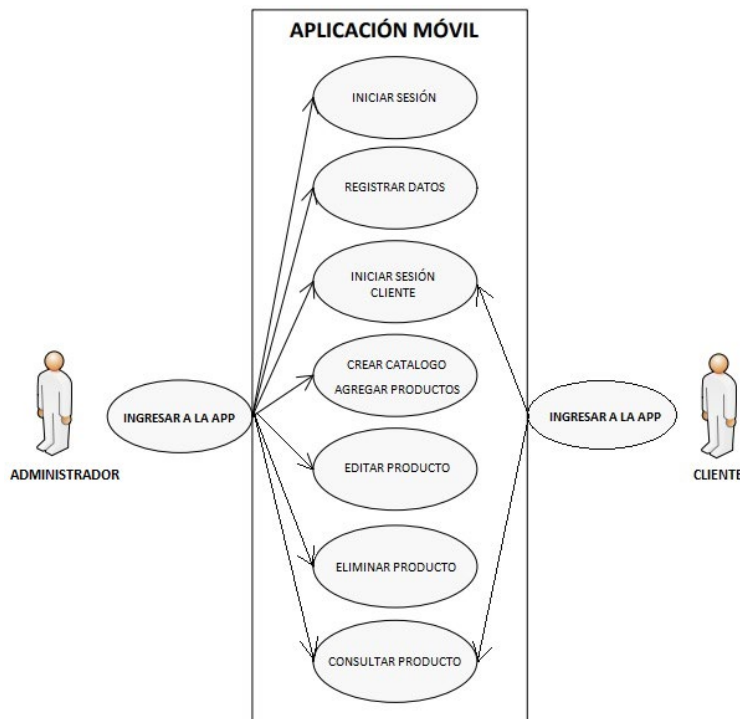 APLICACIÓN MÓVIL
INICIAR SESIÓN
REGISTRAR DATOS
INICIAR SESIÓN
CLIENTE
CREAR CATALOGO
AGREGAR PRODUCTOS
INGRESAR A LA APP
INGRESAR A LA APP
ADMINISTRADOR
EDITAR PRODUCTO
CLIENTE
ELIMINAR PRODUCTO
CONSULTAR PRODUCTO